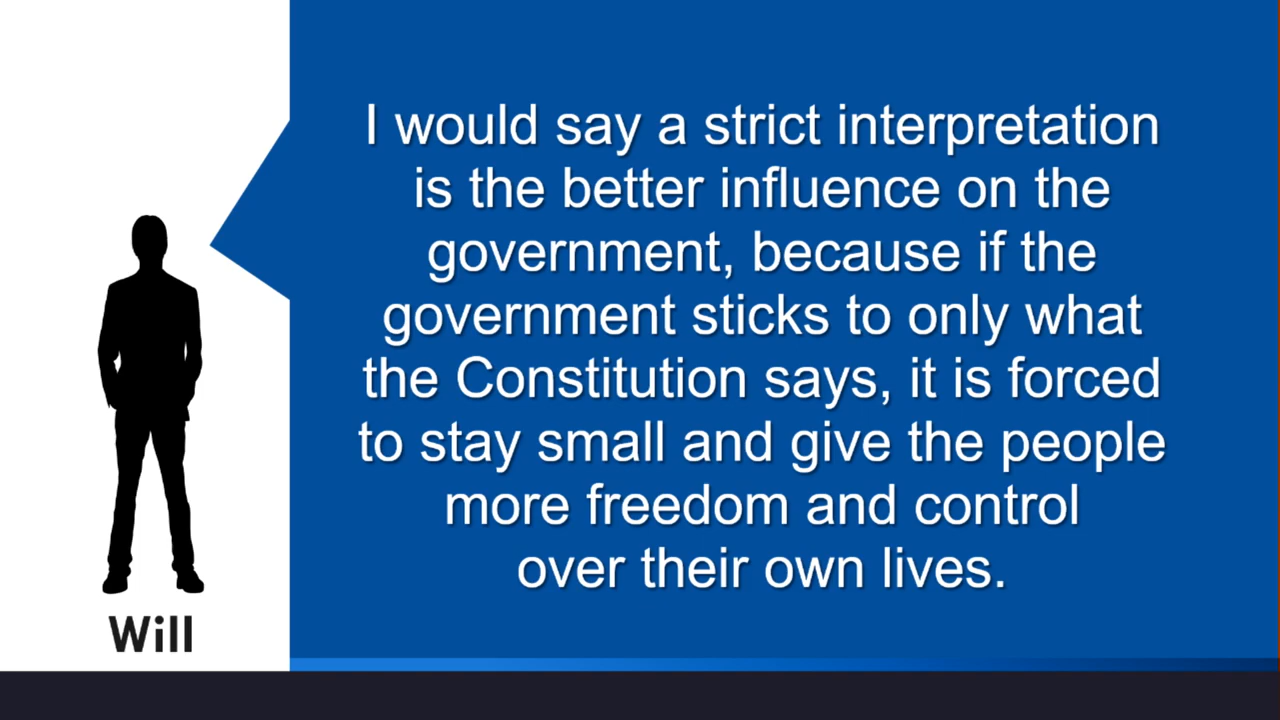 I would say a strict interpretation
is the better influence on the
government, because if the
government sticks to only what
the Constitution says, it is forced
to stay small and give the people
more freedom and control
over their own lives.
Will